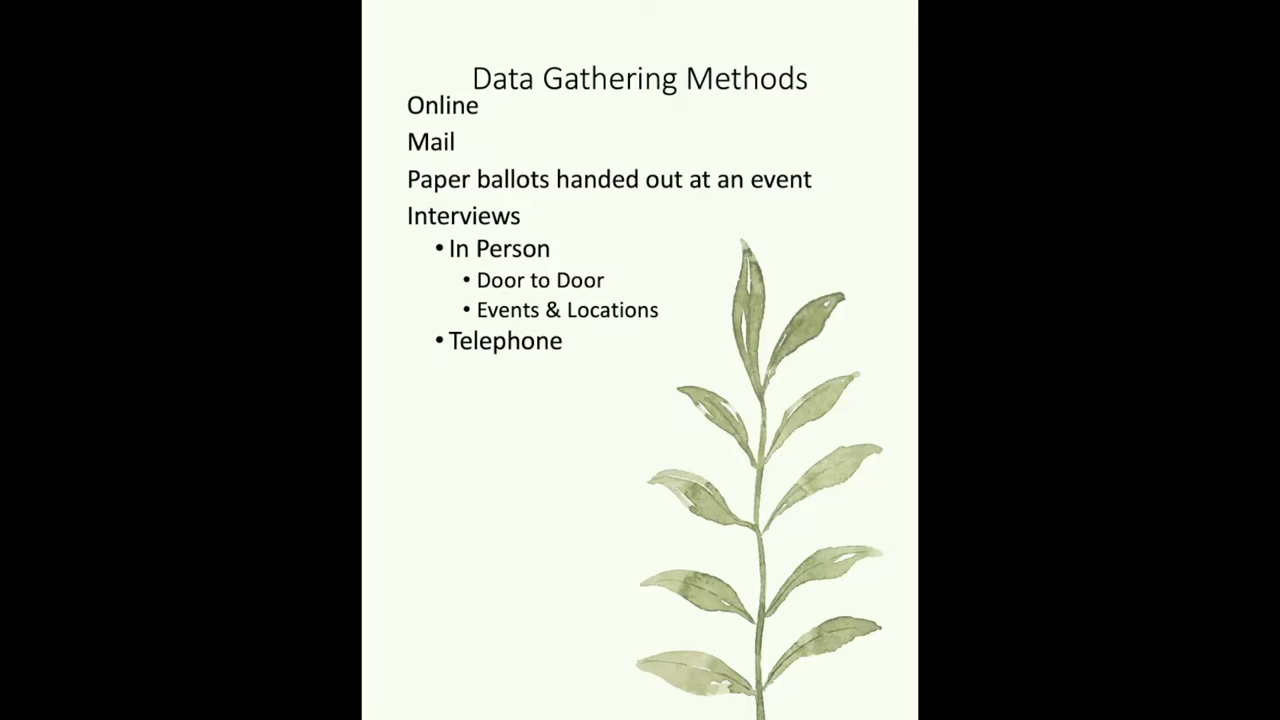 Data Gathering Methods
Online
Mail
Paper ballots handed out at an event
Interviews
• In Person
• Door to Door
• Events & Locations
• Telephone